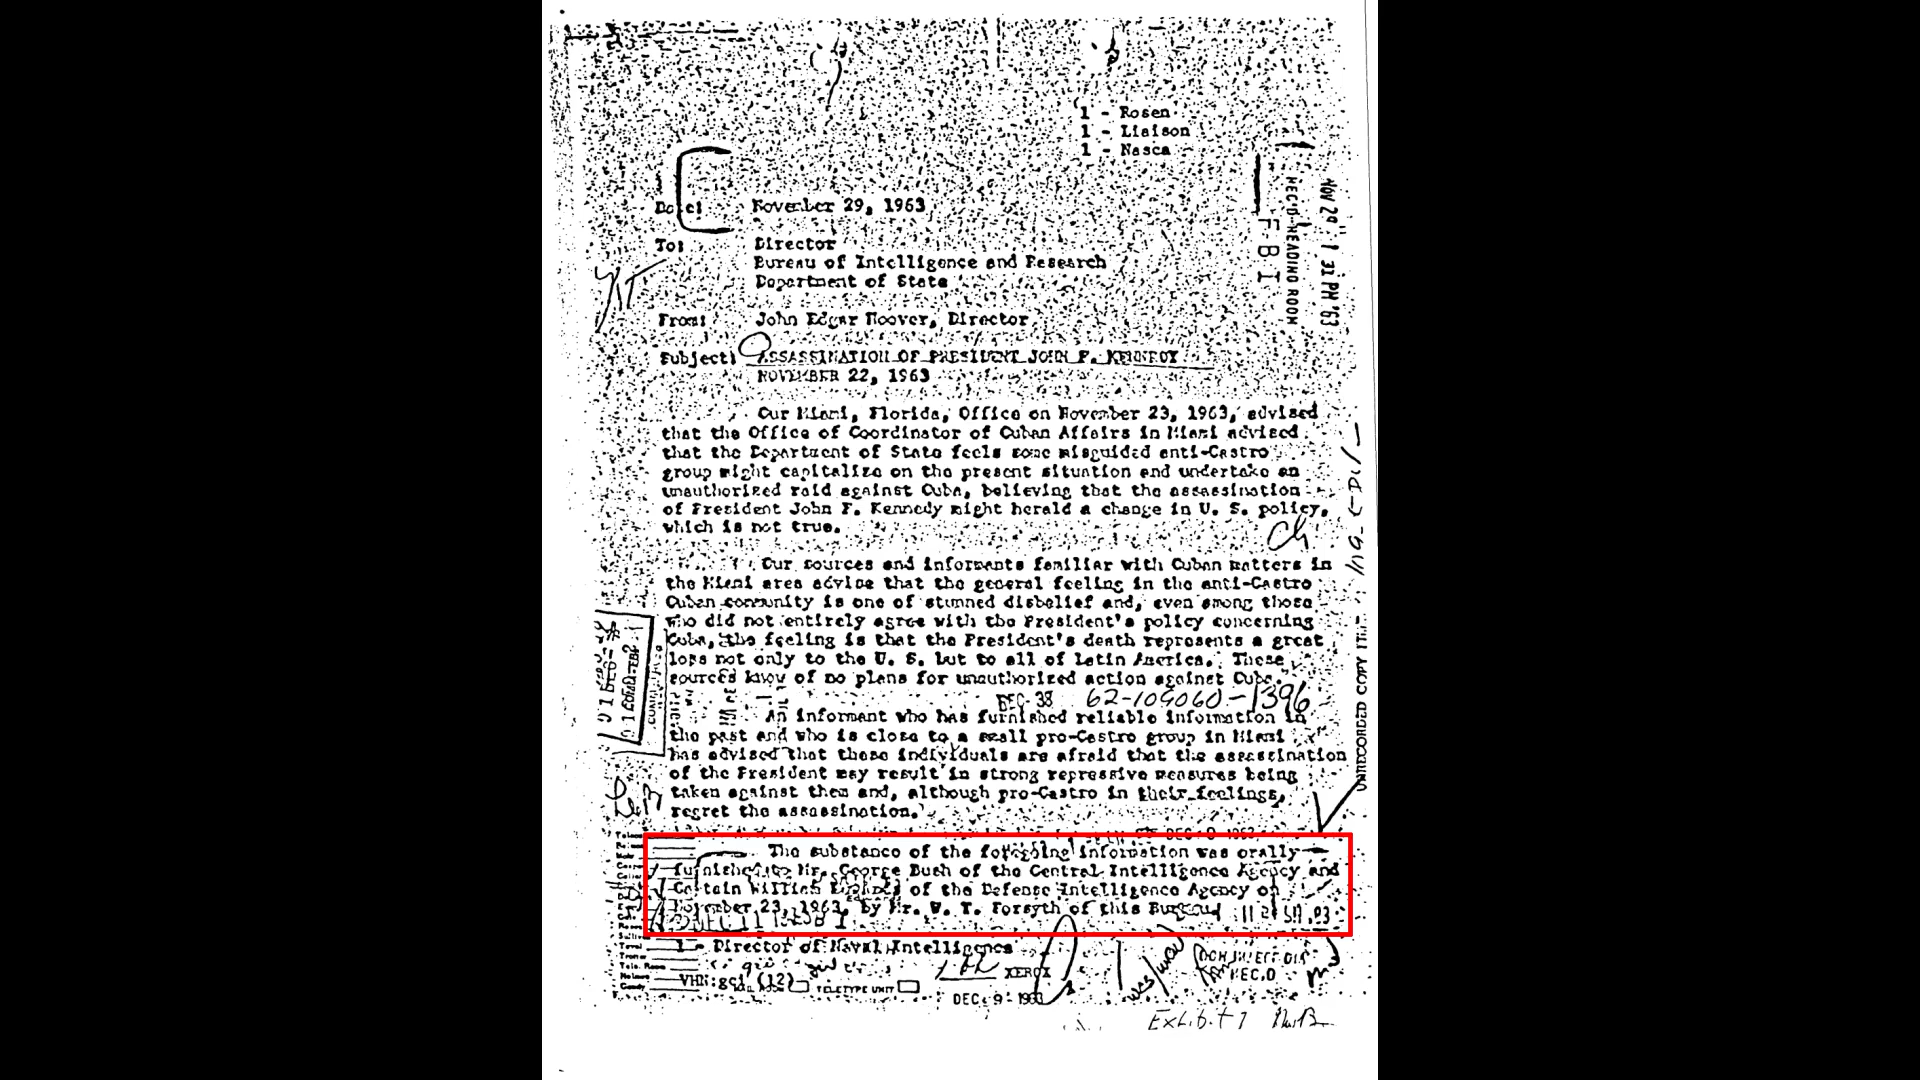 1 - Rosen
1 - Liaison
1 - Nasca
NOV 29 1 31 PM '63
REC'D READING ROOM
F B I
Date: November 29, 1963
To: Director
Bureau of Intelligence and Research
Department of State
From: John Edgar Hoover, Director
Subject: ASSASSINATION OF PRESIDENT JOHN F. KENNEDY
NOVEMBER 22, 1963
Our Miami, Florida, Office on November 23, 1963, advised
that the Office of Coordinator of Cuban Affairs in Miami advised
that the Department of State feels some misguided anti-Castro
group might capitalize on the present situation and undertake an
unauthorized raid against Cuba, believing that the assassination
of President John F. Kennedy might herald a change in U. S. policy,
which is not true.
Our sources and informants familiar with Cuban matters in
the Miami area advise that the general feeling in the anti-Castro
Cuban community is one of stunned disbelief and, even among those
who did not entirely agree with the President's policy concerning
Cuba, the feeling is that the President's death represents a great
loss not only to the U. S. but to all of Latin America. These
sources know of no plans for unauthorized action against Cuba.
62-109060-1396
An informant who has furnished reliable information in
the past and who is close to a small pro-Castro group in Miami
has advised that these individuals are afraid that the assassination
of the President may result in strong repressive measures being
taken against them and, although pro-Castro in their feelings,
regret the assassination.
UNRECORDED COPY
The substance of the foregoing information was orally
furnished to Mr. George Bush of the Central Intelligence Agency and
Captain William of the Defense Intelligence Agency on
November 23, 1963, by Mr. W. T. Forsyth of this Bureau
1 - Director of Naval Intelligence
VHN:gci (12)
TELETYPE UNIT
XEROX
DEC 9 - 1963
REC.D
Exhibit